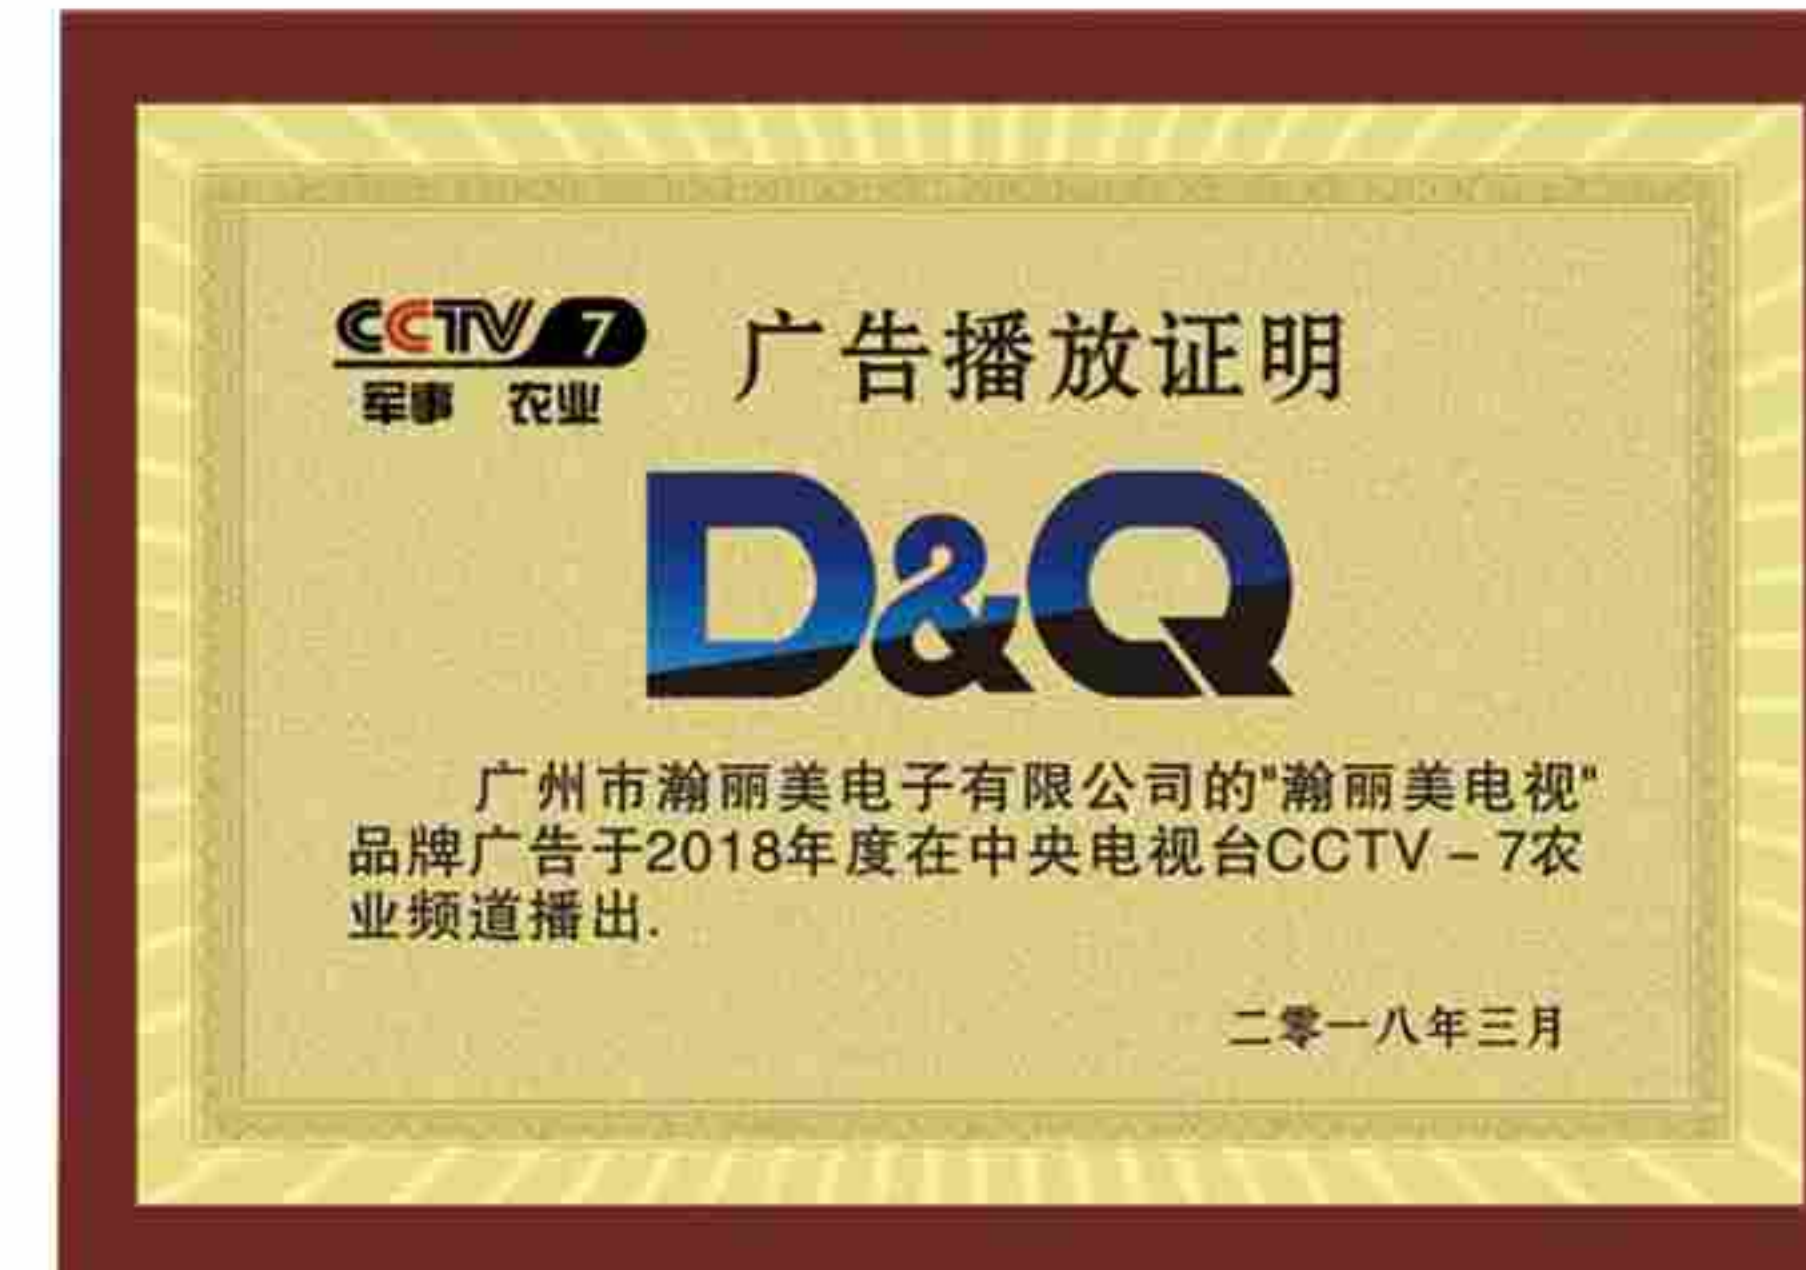 CCTV 7 广告播放证明
军事 农业
D&Q
广州市瀚丽美电子有限公司的"瀚丽美电视"
品牌广告于2018年度在中央电视台CCTV-7农
业频道播出.
二零一八年三月